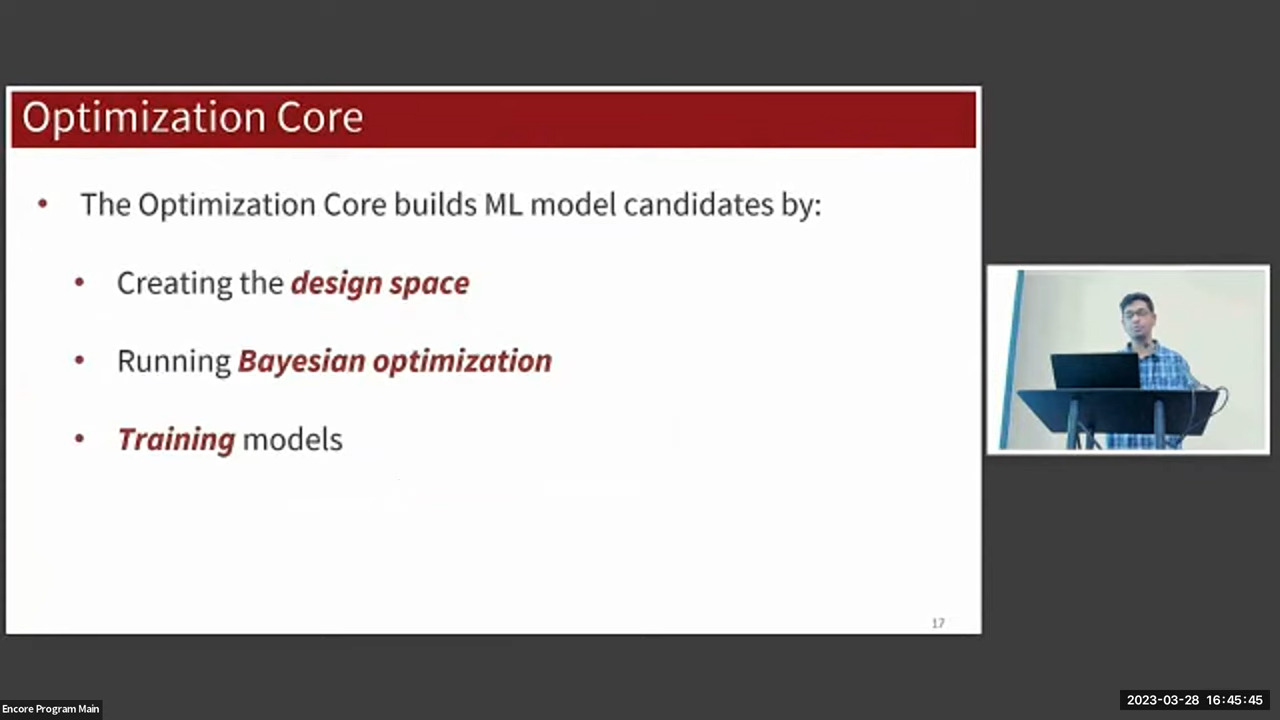 Optimization Core
• The Optimization Core builds ML model candidates by:
• Creating the design space
• Running Bayesian optimization
• Training models
17
Encore Program Main
2023-03-28 16:45:45